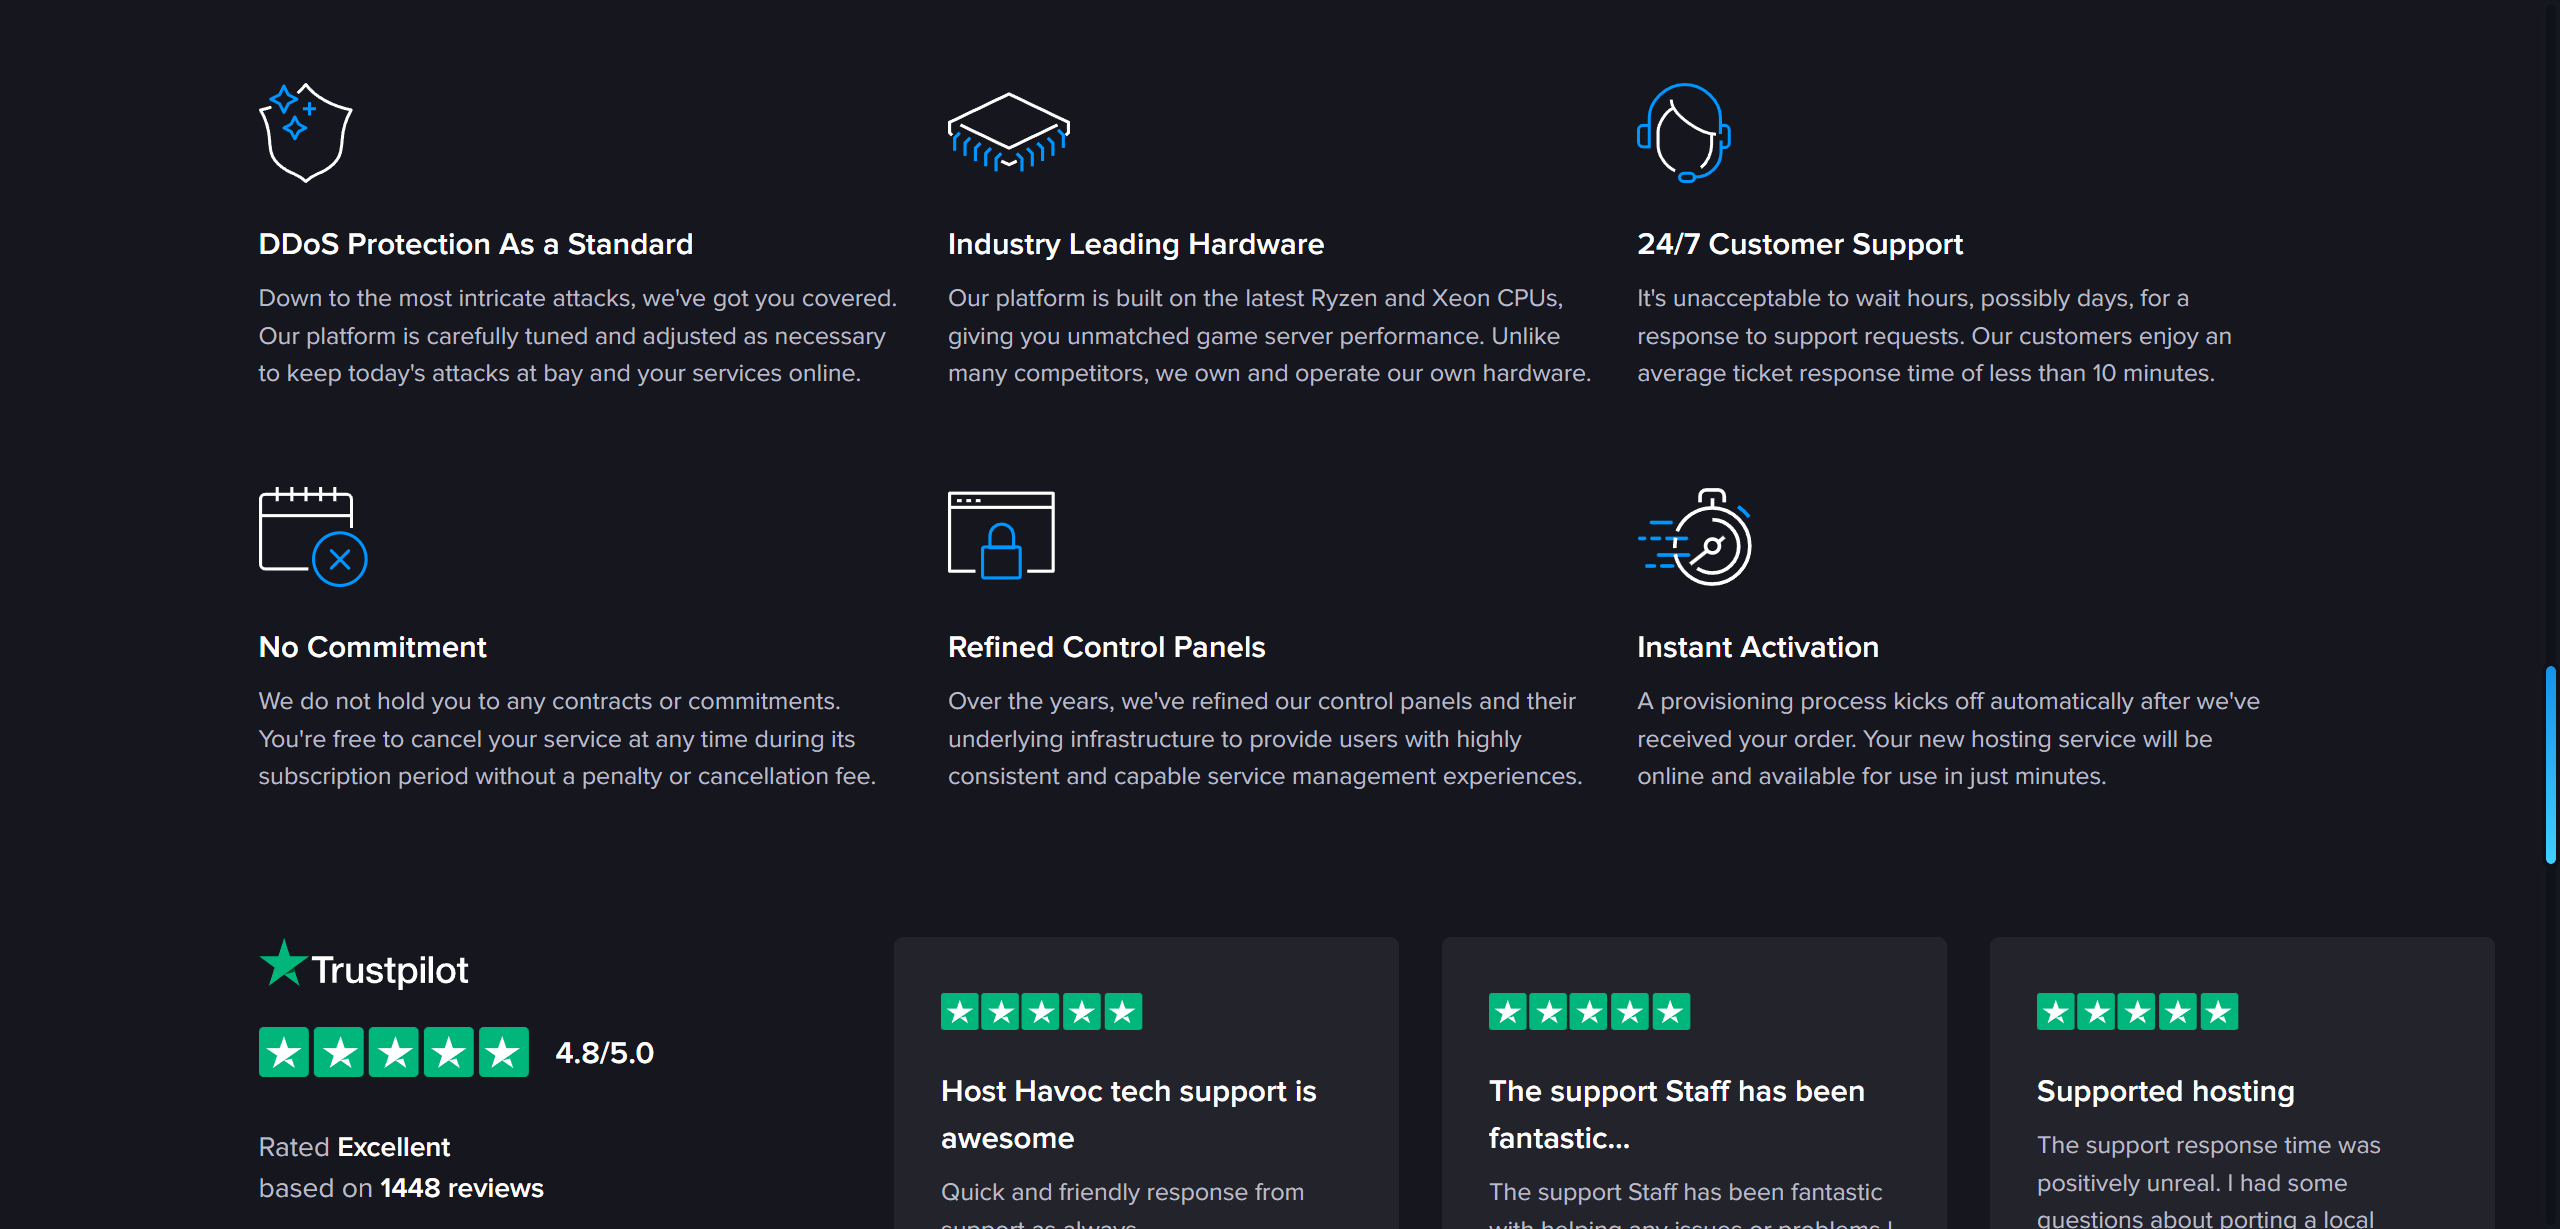 DDoS Protection As a Standard
Down to the most intricate attacks, we've got you covered.
Our platform is carefully tuned and adjusted as necessary
to keep today's attacks at bay and your services online.
Industry Leading Hardware
Our platform is built on the latest Ryzen and Xeon CPUs,
giving you unmatched game server performance. Unlike
many competitors, we own and operate our own hardware.
24/7 Customer Support
It's unacceptable to wait hours, possibly days, for a
response to support requests. Our customers enjoy an
average ticket response time of less than 10 minutes.
No Commitment
We do not hold you to any contracts or commitments.
You're free to cancel your service at any time during its
subscription period without a penalty or cancellation fee.
Refined Control Panels
Over the years, we've refined our control panels and their
underlying infrastructure to provide users with highly
consistent and capable service management experiences.
Instant Activation
A provisioning process kicks off automatically after we've
received your order. Your new hosting service will be
online and available for use in just minutes.
Trustpilot
4.8/5.0
Rated Excellent
based on 1448 reviews
Host Havoc tech support is
awesome
Quick and friendly response from
support as always
The support Staff has been
fantastic...
The support Staff has been fantastic
with helping any issues or problems I
Supported hosting
The support response time was
positively unreal. I had some
questions about porting a local